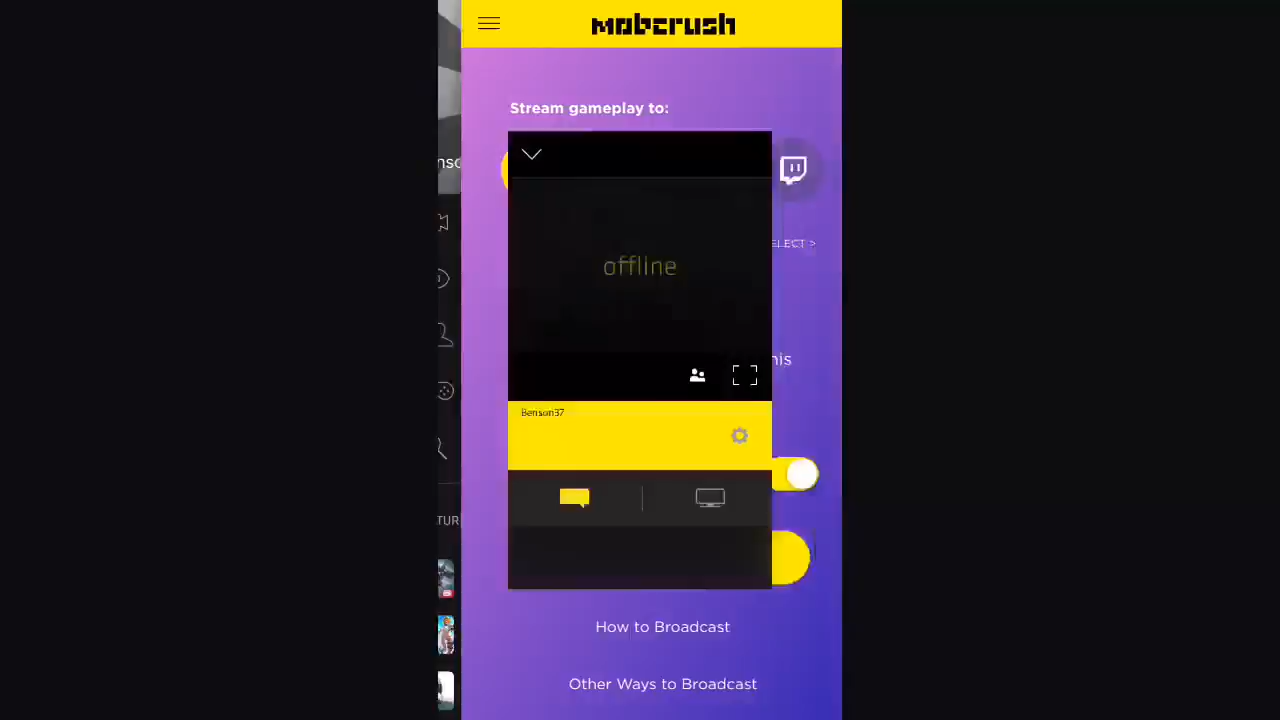 mobcrush
Stream gameplay to:
offline
Benson37
How to Broadcast
Other Ways to Broadcast